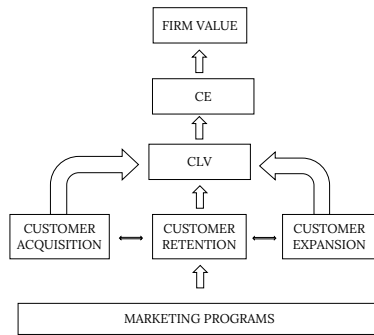 FIRM VALUE
CE
CLV
CUSTOMER
ACQUISITION
CUSTOMER
RETENTION
CUSTOMER
EXPANSION
MARKETING PROGRAMS